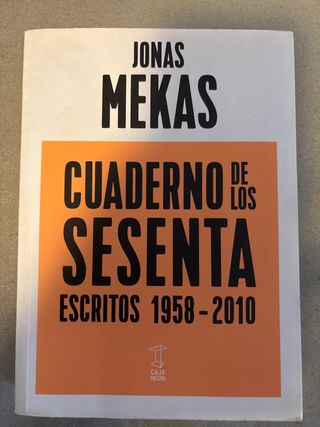 JONAS
MEKAS
CUADERNO DE LOS
SESENTA
ESCRITOS 1958-2010
CAJA
NEGRA